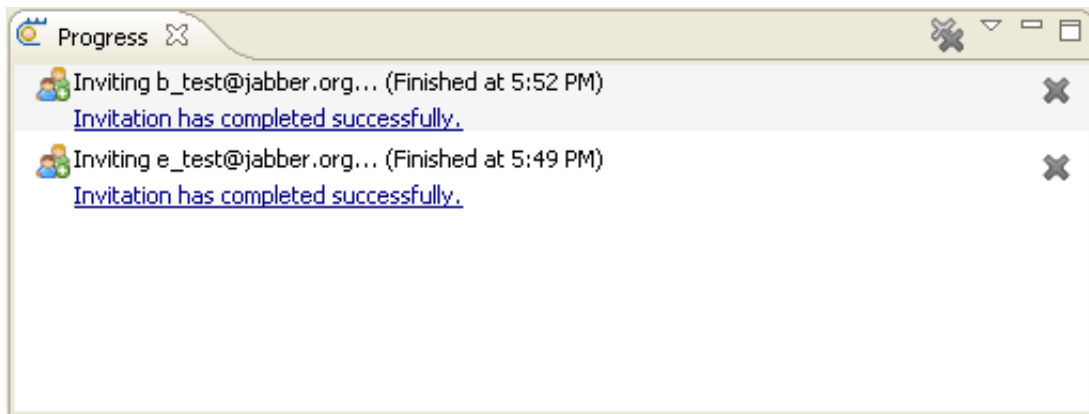 Progress
Inviting b_test@jabber.org... (Finished at 5:52 PM)
Invitation has completed successfully.
Inviting e_test@jabber.org... (Finished at 5:49 PM)
Invitation has completed successfully.